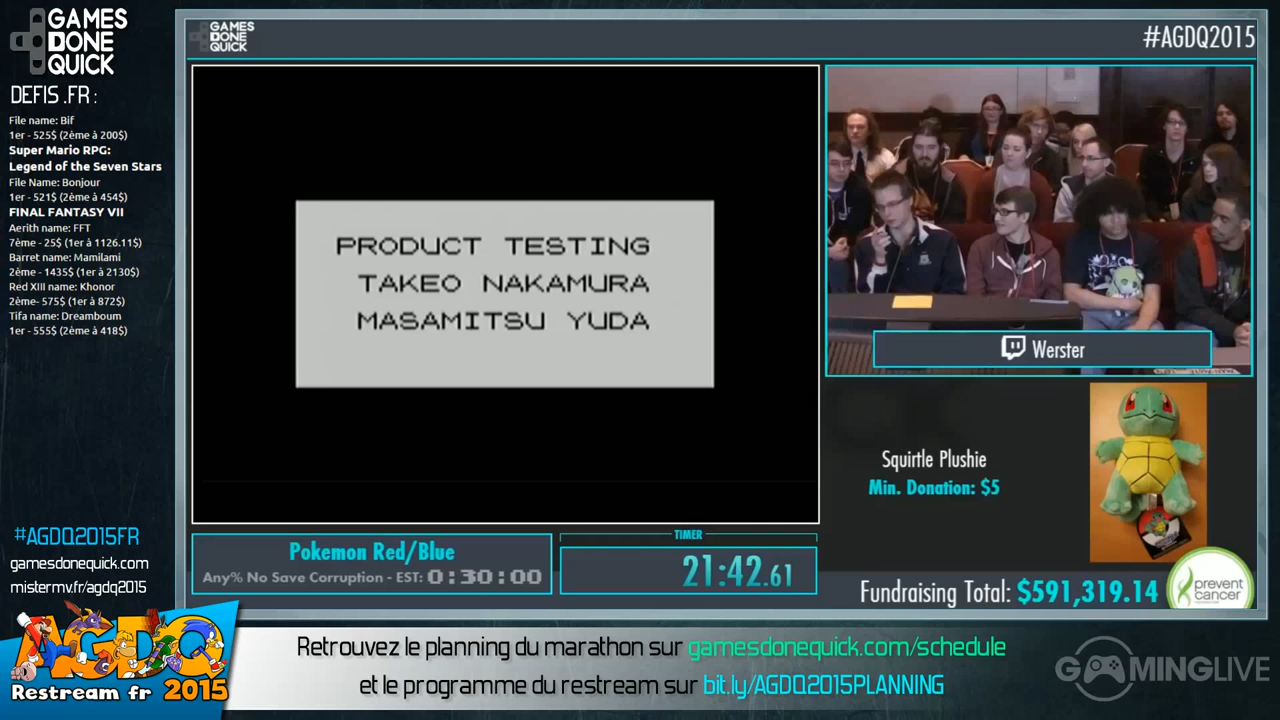 GAMES
DONE
QUICK
DEFIS .FR :
File name: Bif
1er - 525$ (2ème à 200$)
Super Mario RPG:
Legend of the Seven Stars
File Name: Bonjour
1er - 521$ (2ème à 454$)
FINAL FANTASY VII
Aerith name: FFT
7ème - 25$ (1er à 1126.11$)
Barret name: Mamilami
2ème - 1435$ (1er à 2130$)
Red XIII name: Khonor
2ème- 575$ (1er à 872$)
Tifa name: Dreamboum
1er - 555$ (2ème à 418$)
#AGDQ2015FR
gamesdonequick.com
mistermv.fr/agdq2015
AGDQ
Restream fr 2015
GAMES
DONE
QUICK
#AGDQ2015
PRODUCT TESTING
TAKEO NAKAMURA
MASAMITSU YUDA
Werster
Squirtle Plushie
Min. Donation: $5
Pokemon Red/Blue
Any% No Save Corruption - EST: 0:30:00
TIMER
21:42.61
Fundraising Total: $591,319.14
prevent
cancer
Retrouvez le planning du marathon sur gamesdonequick.com/schedule
et le programme du restream sur bit.ly/AGDQ2015PLANNING
GAMINGLIVE